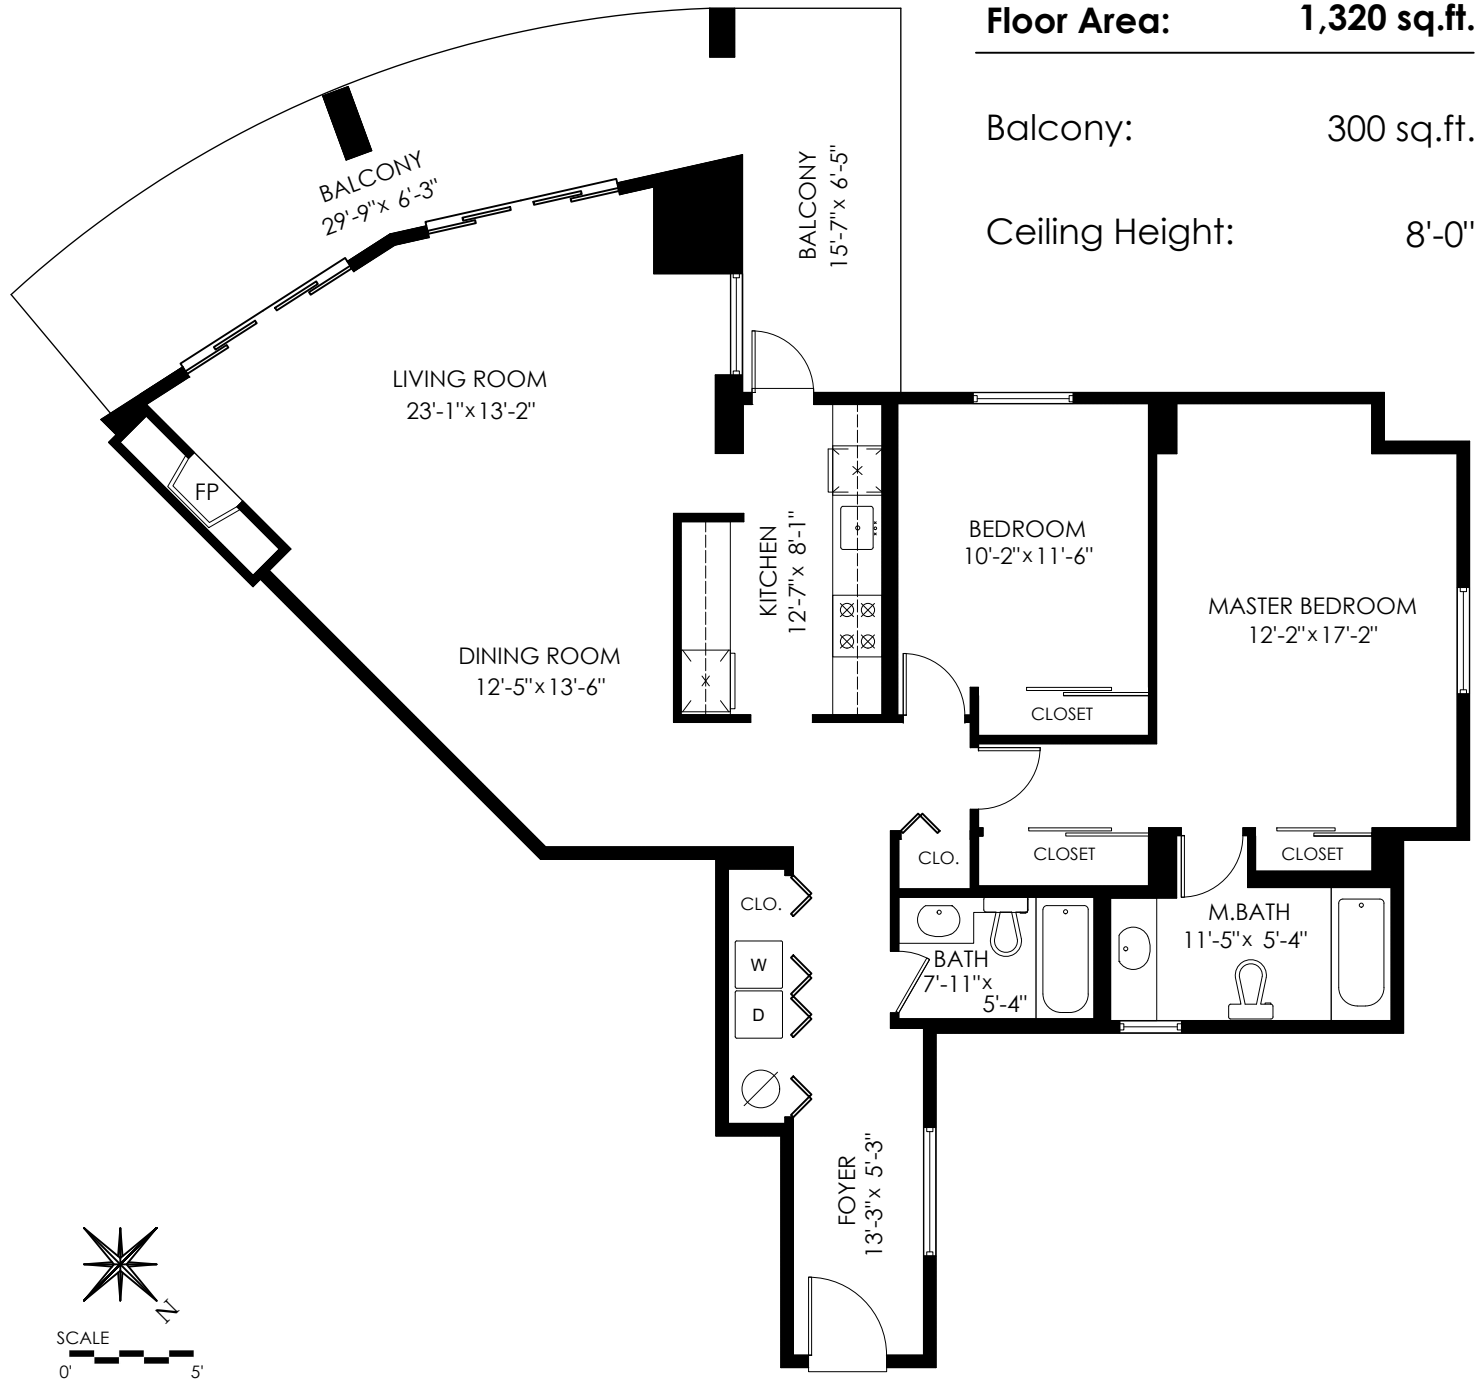 Floor Area: 1,320 sq.ft.
Balcony: 300 sq.ft.
Ceiling Height: 8'-0"
BALCONY
29'-9"x 6'-3"
BALCONY
15'-7"x 6'-5"
LIVING ROOM
23'-1"x13'-2"
FP
KITCHEN
12'-7"x 8'-1"
BEDROOM
10'-2"x11'-6"
MASTER BEDROOM
12'-2"x17'-2"
DINING ROOM
12'-5"x13'-6"
CLOSET
CLO.
CLOSET
CLOSET
CLO.
M.BATH
11'-5"x 5'-4"
W
BATH
7'-11"x
5'-4"
D
FOYER
13'-3"x 5'-3"
N
SCALE
0' 5'